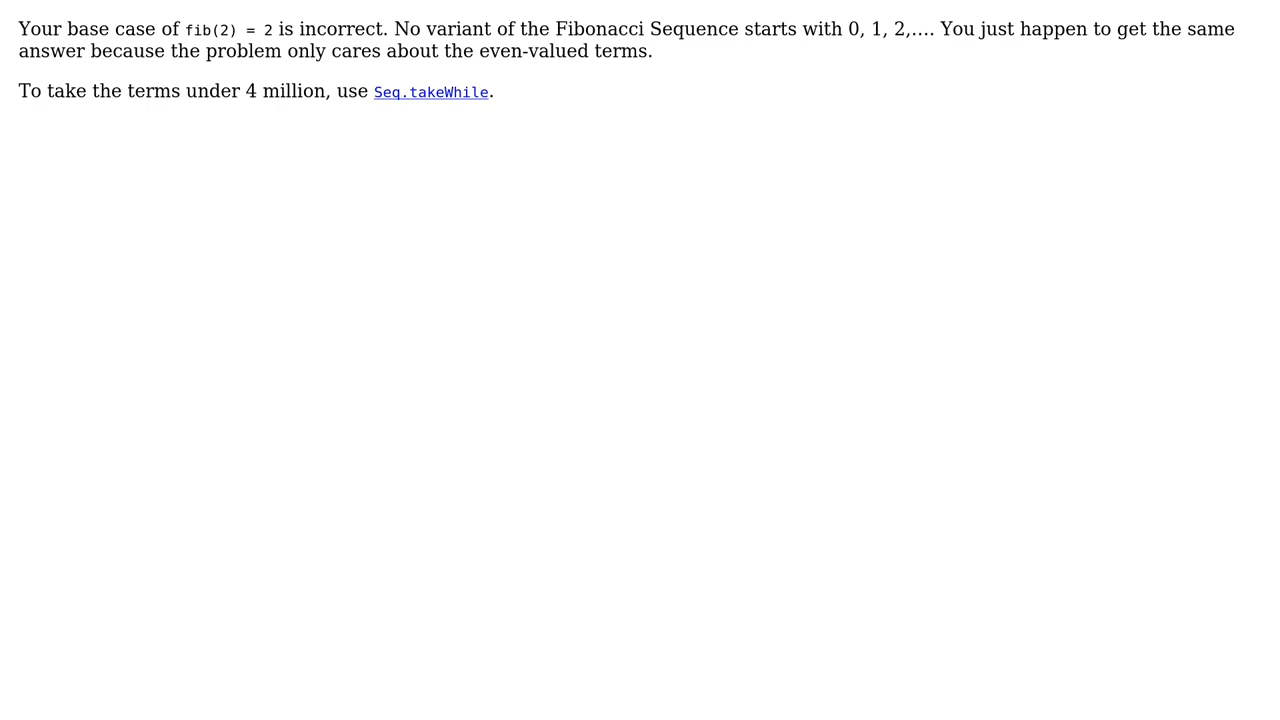 Your base case of fib(2) = 2 is incorrect. No variant of the Fibonacci Sequence starts with 0, 1, 2,…. You just happen to get the same
answer because the problem only cares about the even-valued terms.
To take the terms under 4 million, use Seq.takeWhile.